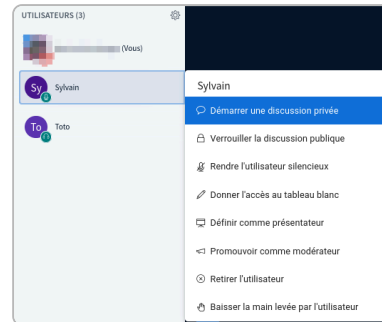 UTILISATEURS (3)
(Vous)
Sy Sylvain
To Toto
Sylvain
Démarrer une discussion privée
Verrouiller la discussion publique
Rendre l'utilisateur silencieux
Donner l'accès au tableau blanc
Définir comme présentateur
Promouvoir comme modérateur
Retirer l'utilisateur
Baisser la main levée par l'utilisateur